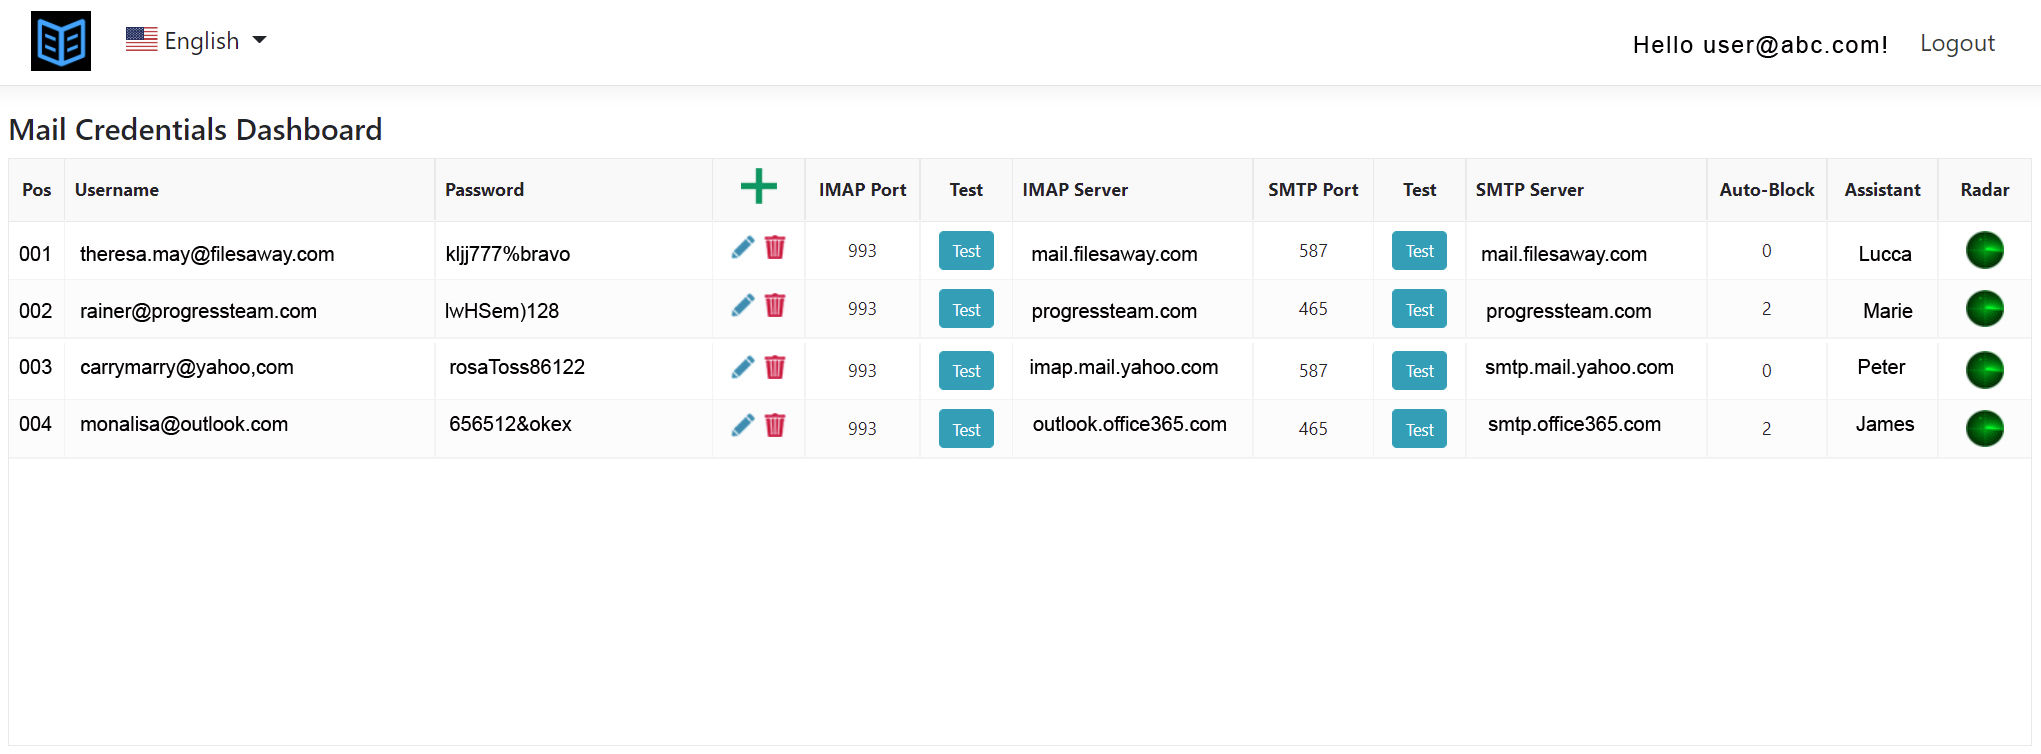 English
Hello user@abc.com! Logout
Mail Credentials Dashboard
Pos Username Password IMAP Port Test IMAP Server SMTP Port Test SMTP Server Auto-Block Assistant Radar
001 theresa.may@filesaway.com kljj777%bravo 993 Test mail.filesaway.com 587 Test mail.filesaway.com 0 Lucca
002 rainer@progressteam.com lwHSem)128 993 Test progressteam.com 465 Test progressteam.com 2 Marie
003 carrymarry@yahoo,com rosaToss86122 993 Test imap.mail.yahoo.com 587 Test smtp.mail.yahoo.com 0 Peter
004 monalisa@outlook.com 656512&okex 993 Test outlook.office365.com 465 Test smtp.office365.com 2 James